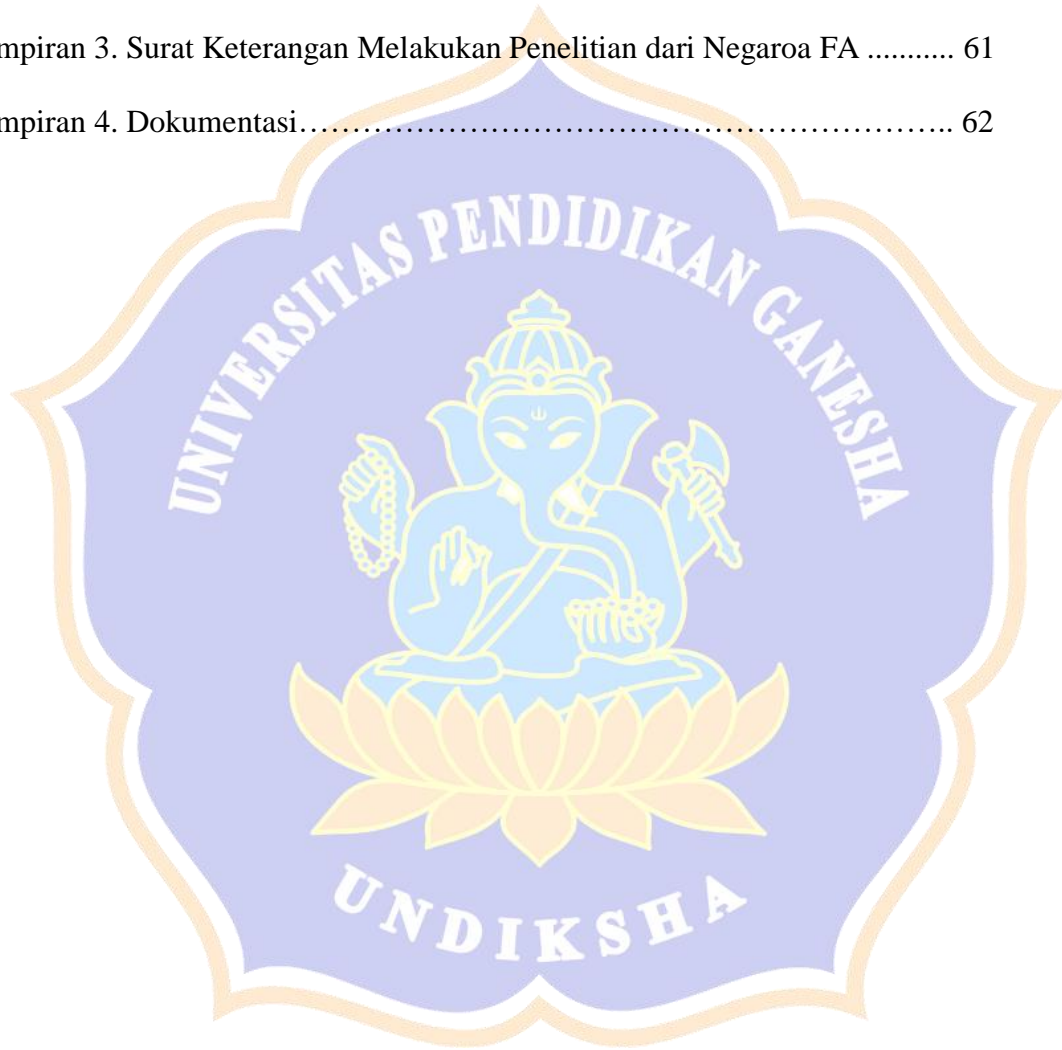 mpiran 3. Surat Keterangan Melakukan Penelitian dari Negaroa FA ........... 61
mpiran 4. Dokumentasi…………………………………………………….. 62
UNIVERSITAS PENDIDIKAN GANESHA
UNDIKSHA